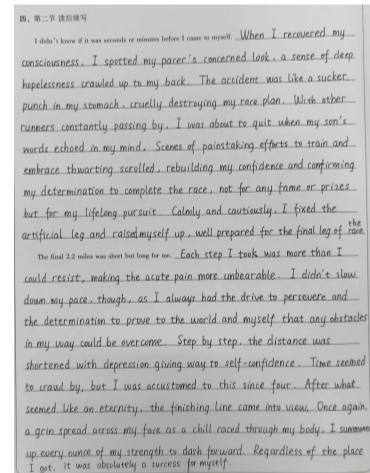 四、第二节 读后续写
I didn't know if it was seconds or minutes before I came to myself. When I recovered my
consciousness, I spotted my pacer's concerned look, a sense of deep
hopelessness crawled up to my back. The accident was like a sucker
punch in my stomach, cruelly destroying my race plan. With other
runners constantly passing by, I was about to quit when my son's
words echoed in my mind. Scenes of painstaking efforts to train and
embrace thwarting scrolled, rebuilding my confidence and confirming
my determination to complete the race, not for any fame or prizes
but for my lifelong pursuit. Calmly and cautiously, I fixed the
artificial leg and raised myself up, well prepared for the final leg of the race.
The final 2.2 miles was short but long for me. Each step I took was more than I
could resist, making the acute pain more unbearable. I didn't slow
down my pace, though, as I always had the drive to persevere and
the determination to prove to the world and myself that any obstacles
in my way could be overcome. Step by step, the distance was
shortened with depression giving way to self-confidence. Time seemed
to crawl by, but I was accustomed to this since four. After what
seemed like an eternity, the finishing line came into view. Once again,
a grin spread across my face as a chill raced through my body. I summoned
up every ounce of my strength to dash forward. Regardless of the place
I got, it was absolutely a success for myself.